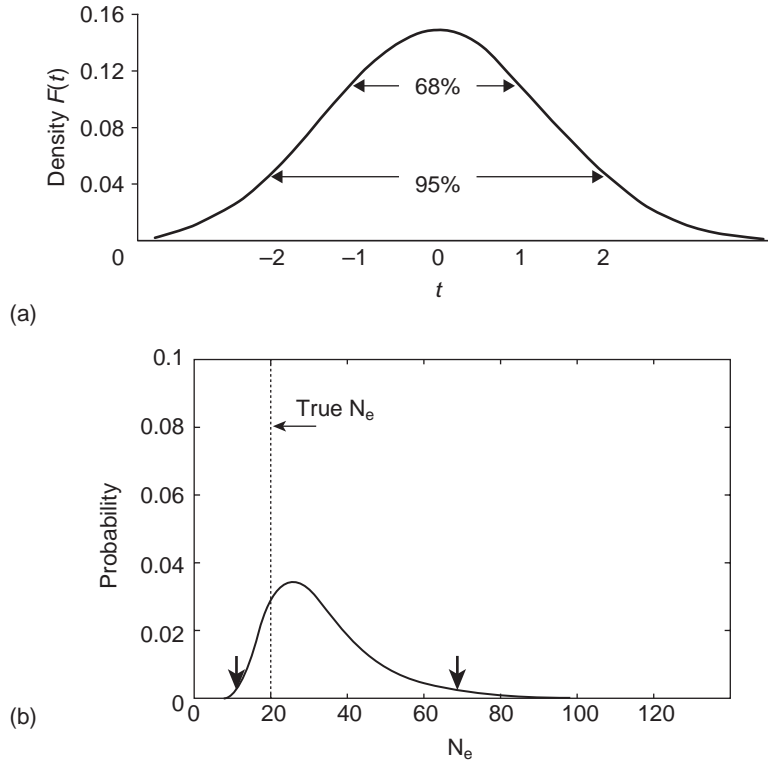 0.16
0.12
0.08
0.04
0
Density F(t)
68%
95%
–2 –1 0 1 2
t
(a)
0.1
0.08
0.06
0.04
0.02
0
Probability
True Ne
0 20 40 60 80 100 120
Ne
(b)